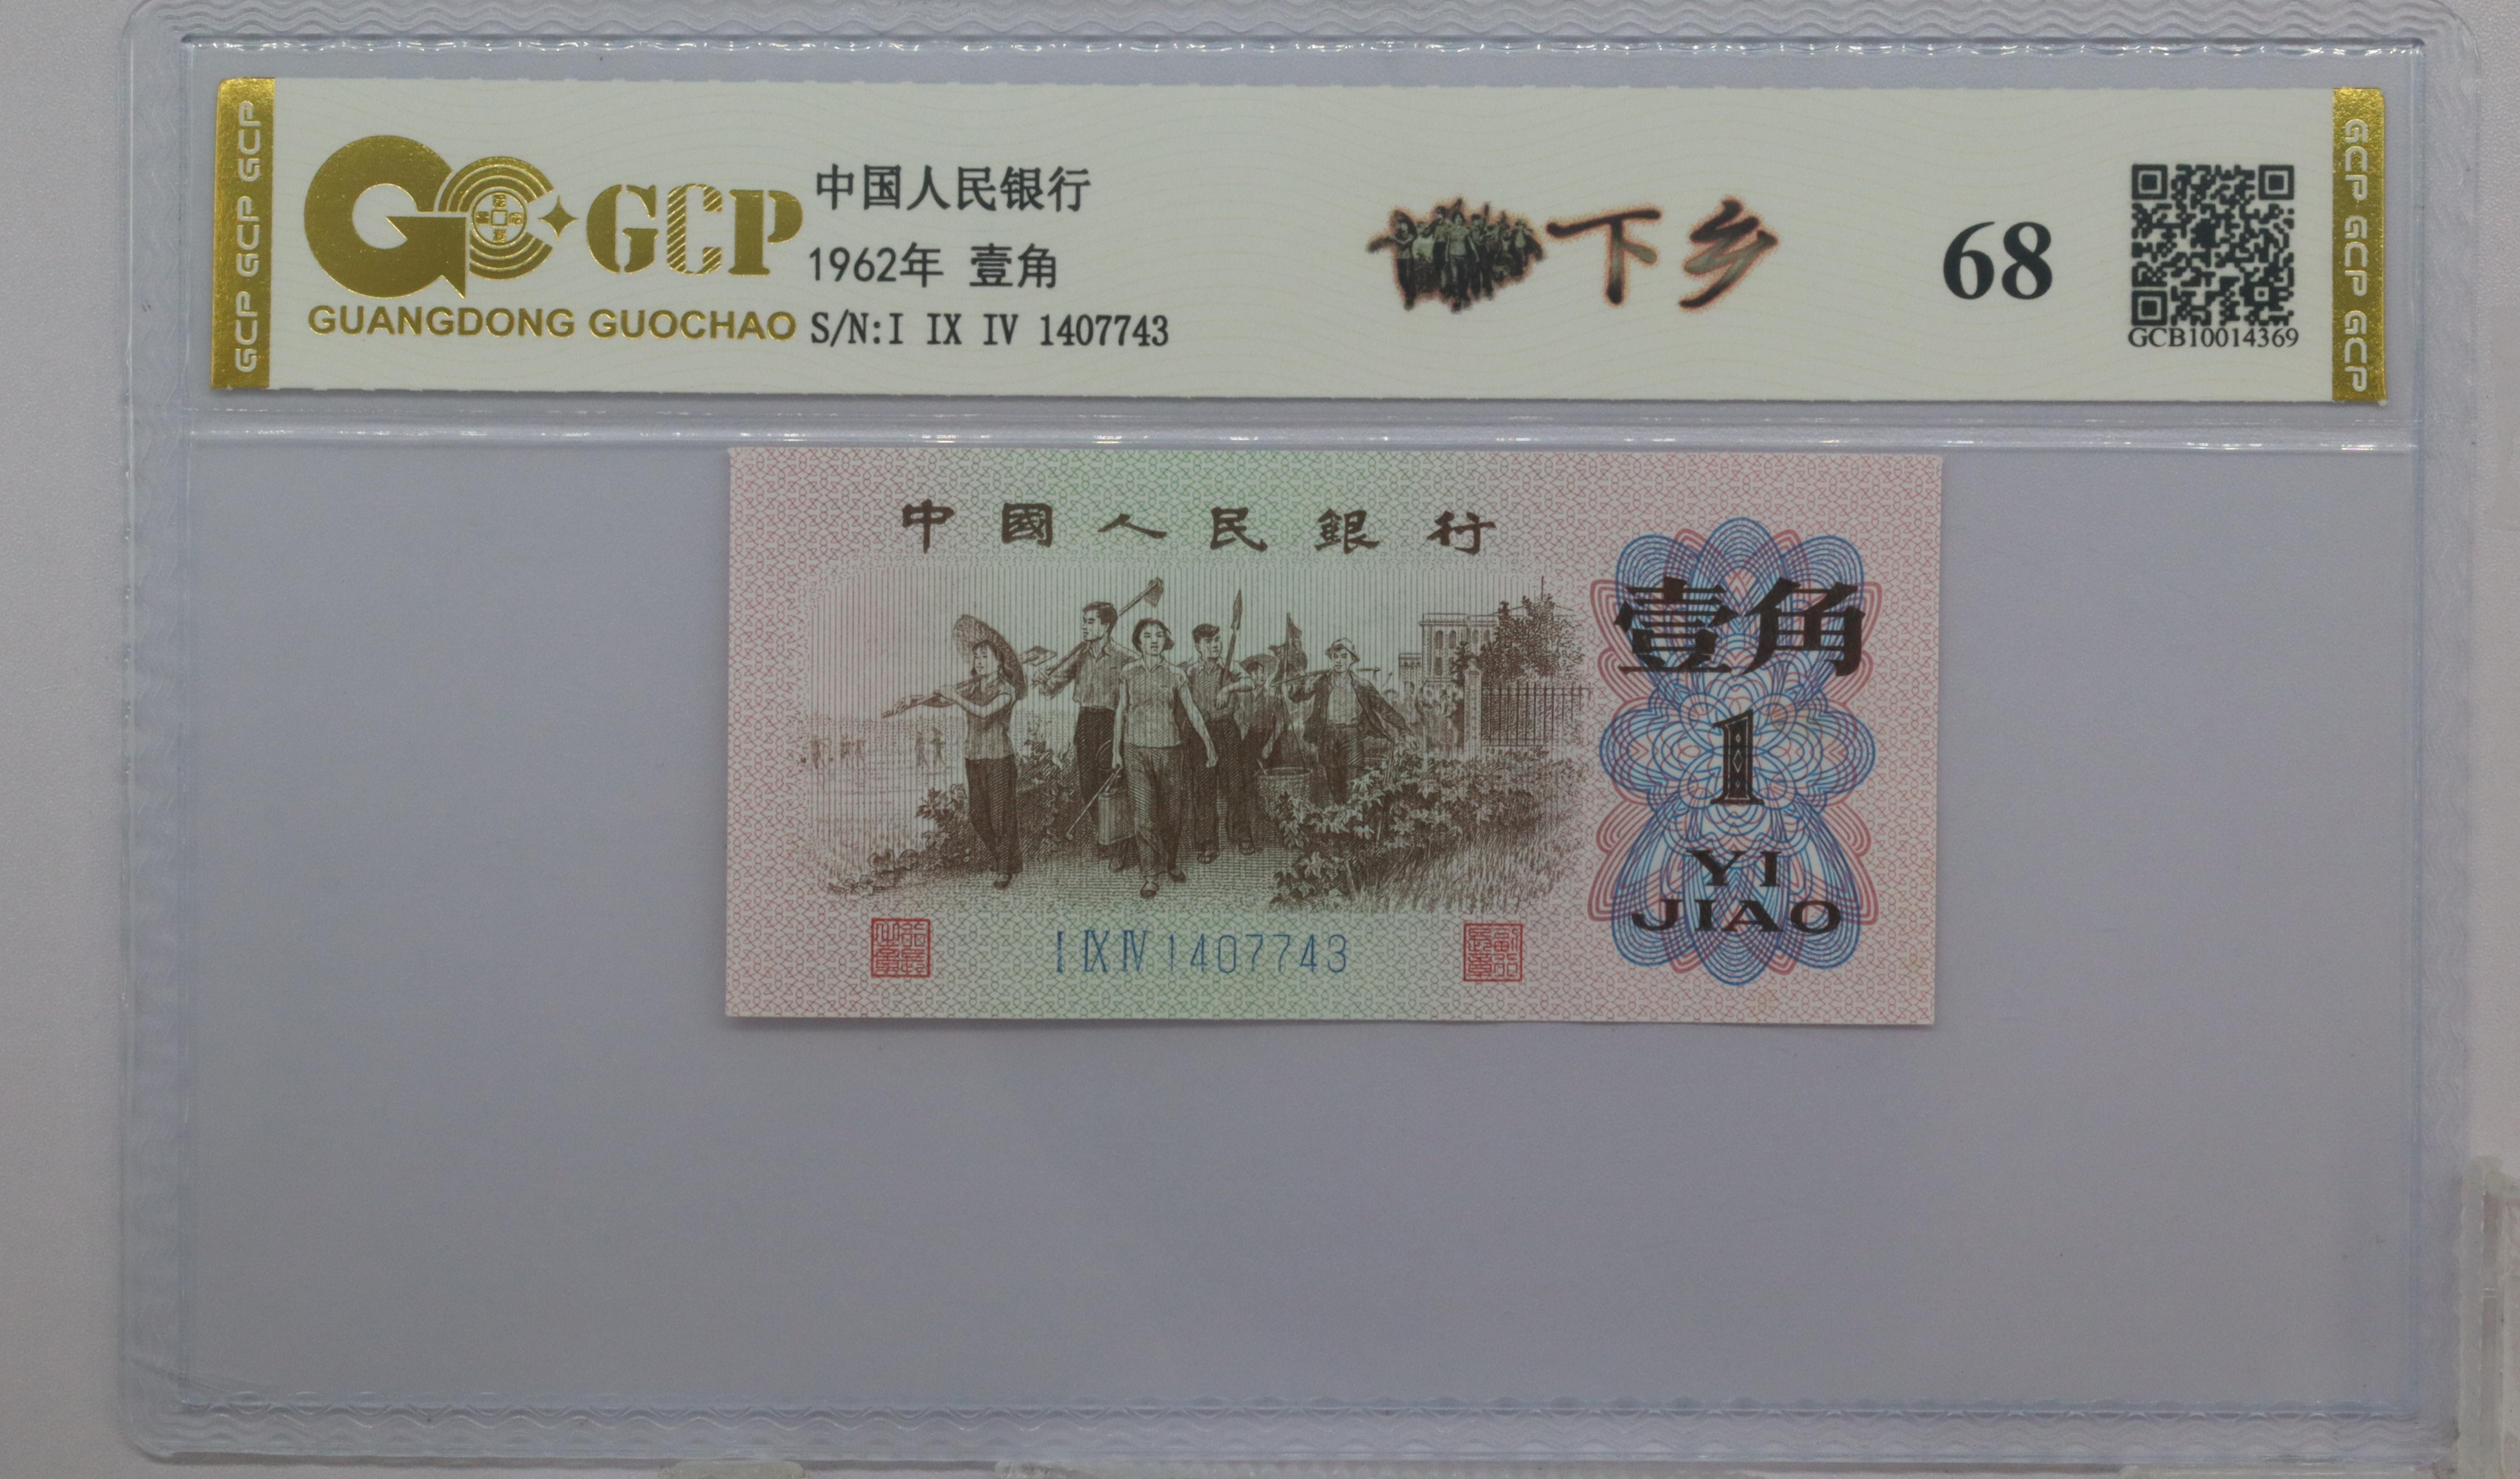 GCP GCP GCP
GCP
GUANGDONG GUOCHAO
中国人民银行
1962年 壹角
S/N:I IX IV 1407743
下乡
68
GCB10014369
GCP GCP GCP
中國人民銀行
壹角
1
YI
JIAO
I IX IV 1407743